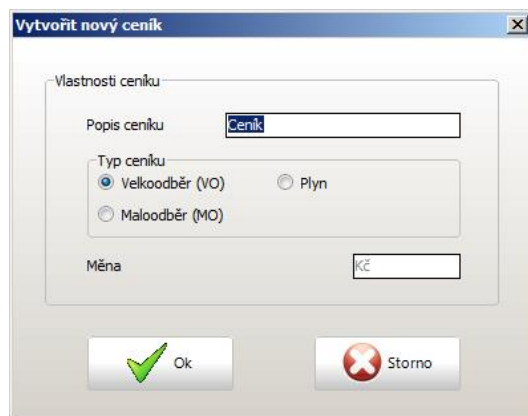 Vytvořit nový ceník
Vlastnosti ceníku
Popis ceníku Ceník
Typ ceníku
Velkoodběr (VO) Plyn
Maloodběr (MO)
Měna Kč
Ok Storno